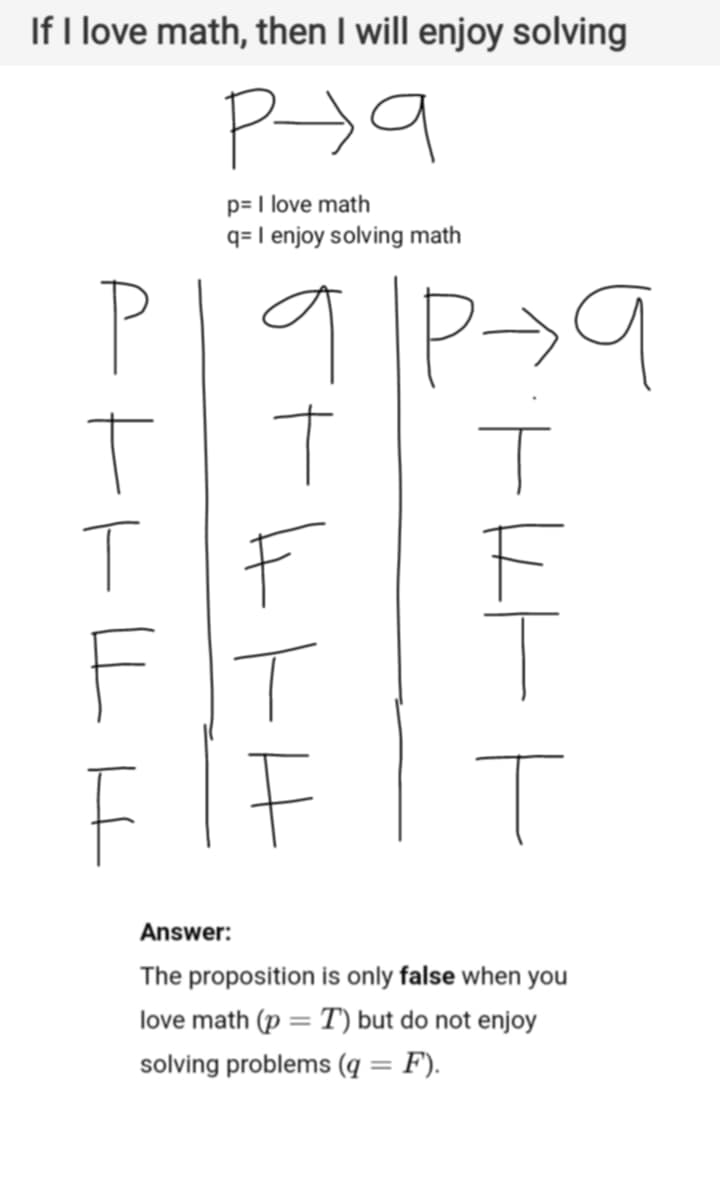 If I love math, then I will enjoy solving
P→q
p= I love math
q= I enjoy solving math
P | q | P→q
T T T
T F F
F T T
F F T
Answer:
The proposition is only false when you
love math (p = T) but do not enjoy
solving problems (q = F).